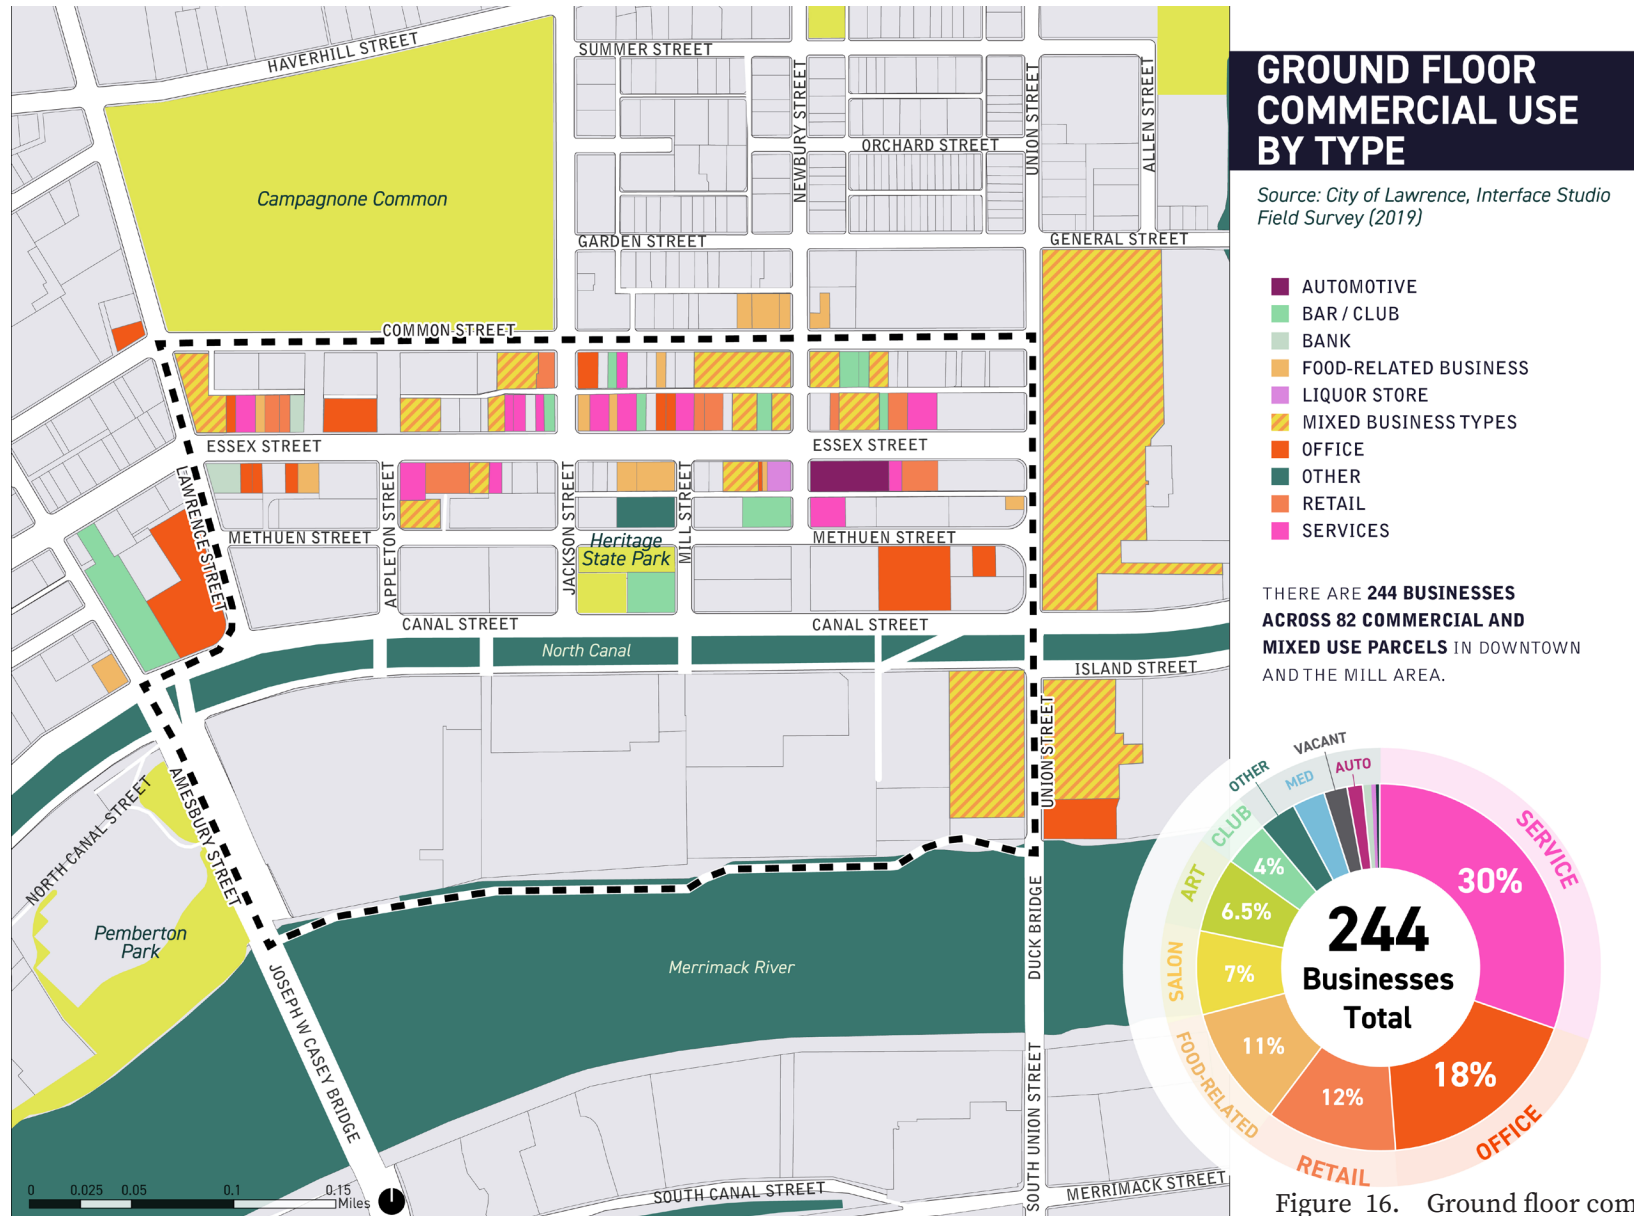 GROUND FLOOR
COMMERCIAL USE
BY TYPE
Source: City of Lawrence, Interface Studio
Field Survey (2019)
AUTOMOTIVE
BAR / CLUB
BANK
FOOD-RELATED BUSINESS
LIQUOR STORE
MIXED BUSINESS TYPES
OFFICE
OTHER
RETAIL
SERVICES
THERE ARE 244 BUSINESSES
ACROSS 82 COMMERCIAL AND
MIXED USE PARCELS IN DOWNTOWN
AND THE MILL AREA.
HAVERHILL STREET
SUMMER STREET
NEWBURY STREET
UNION STREET
ALLEN STREET
ORCHARD STREET
Campagnone Common
GARDEN STREET
GENERAL STREET
COMMON STREET
ESSEX STREET
ESSEX STREET
LAWRENCE STREET
APPLETON STREET
JACKSON STREET
MILL STREET
METHUEN STREET
Heritage
State Park
METHUEN STREET
CANAL STREET
CANAL STREET
North Canal
ISLAND STREET
UNION STREET
NORTH CANAL STREET
AMESBURY STREET
Pemberton
Park
Merrimack River
DUCK BRIDGE
JOSEPH W CASEY BRIDGE
SOUTH UNION STREET
SOUTH CANAL STREET
MERRIMACK STREET
0 0.025 0.05 0.1 0.15
Miles
VACANT
OTHER
MED
AUTO
CLUB
4%
ART
6.5%
SALON
7%
FOOD-RELATED
11%
RETAIL
12%
OFFICE
18%
SERVICE
30%
244
Businesses
Total
Figure 16. Ground floor com